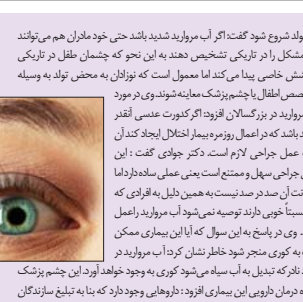 ولد شروع شود گفت: اگر آب مروارید شدید باشد حتی خود مادران هم می‌توانند
مشکل را در تاریکی تشخیص دهند به این نحو که چشمان طفل در تاریکی
خاصی پیدا می‌کند اما معمول است که نوزادان به محض تولد به وسیله
اطفال یا چشم پزشک معاینه شوند. وی در مورد
مروارید در بزرگسالان افزود: اگر کدورت عدسی آنقدر
باشد که در اعمال روزمره بیمار اختلال ایجاد کند آن
عمل جراحی لازم است. دکتر جوادی گفت : این
جراحی سهل و ممتنع است یعنی عملی ساده دارد اما
آن صد در صد نیست به همین دلیل به افرادی که
نسبتاً خوبی دارند توصیه نمی‌شود آب مروارید را عمل
وی در پاسخ به این سوال که آیا این بیماری ممکن
به کوری منجر شود خاطر نشان کرد: آب مروارید در
نادر که تبدیل به آب سیاه می‌شود کوری به وجود خواهد آورد. این چشم پزشک
درمان دارویی این بیماری افزود : داروهایی وجود دارد که بنا به تبلیغ سازندگان